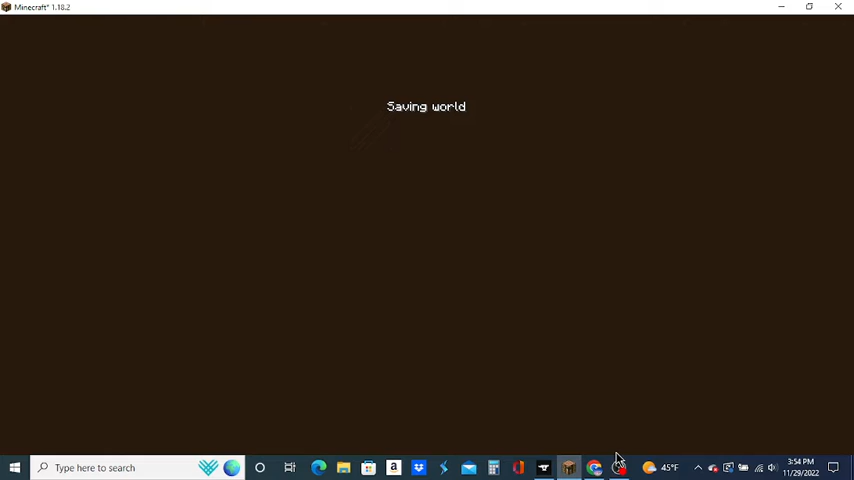 Minecraft* 1.18.2
Saving world
Type here to search
a
45°F
3:54 PM
11/29/2022